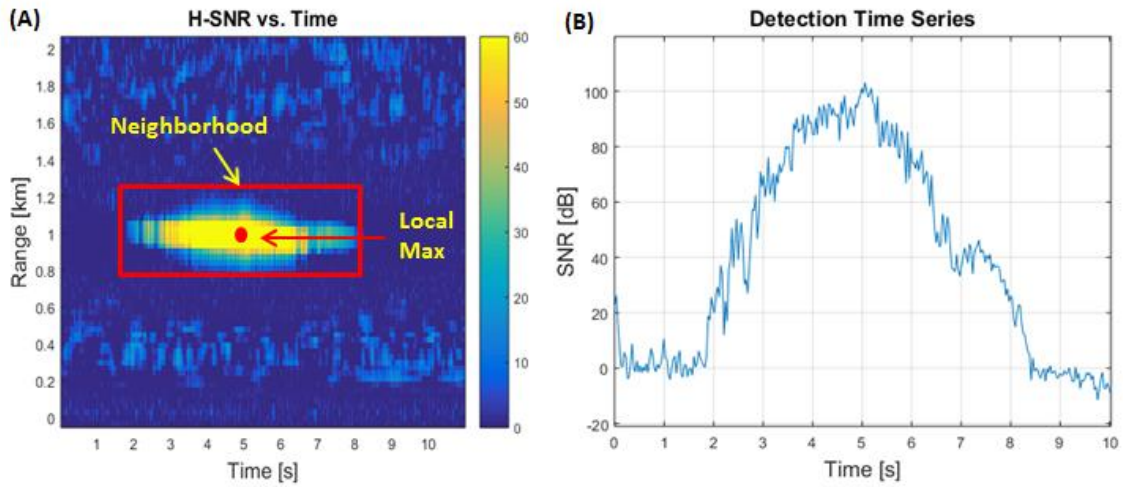 (A)
H-SNR vs. Time
2
1.8
1.6
1.4
1.2
1
0.8
0.6
0.4
0.2
0
Range [km]
Neighborhood
Local
Max
1 2 3 4 5 6 7 8 9 10
Time [s]
60
50
40
30
20
10
0
(B)
Detection Time Series
100
80
60
40
20
0
-20
SNR [dB]
0 1 2 3 4 5 6 7 8 9 10
Time [s]